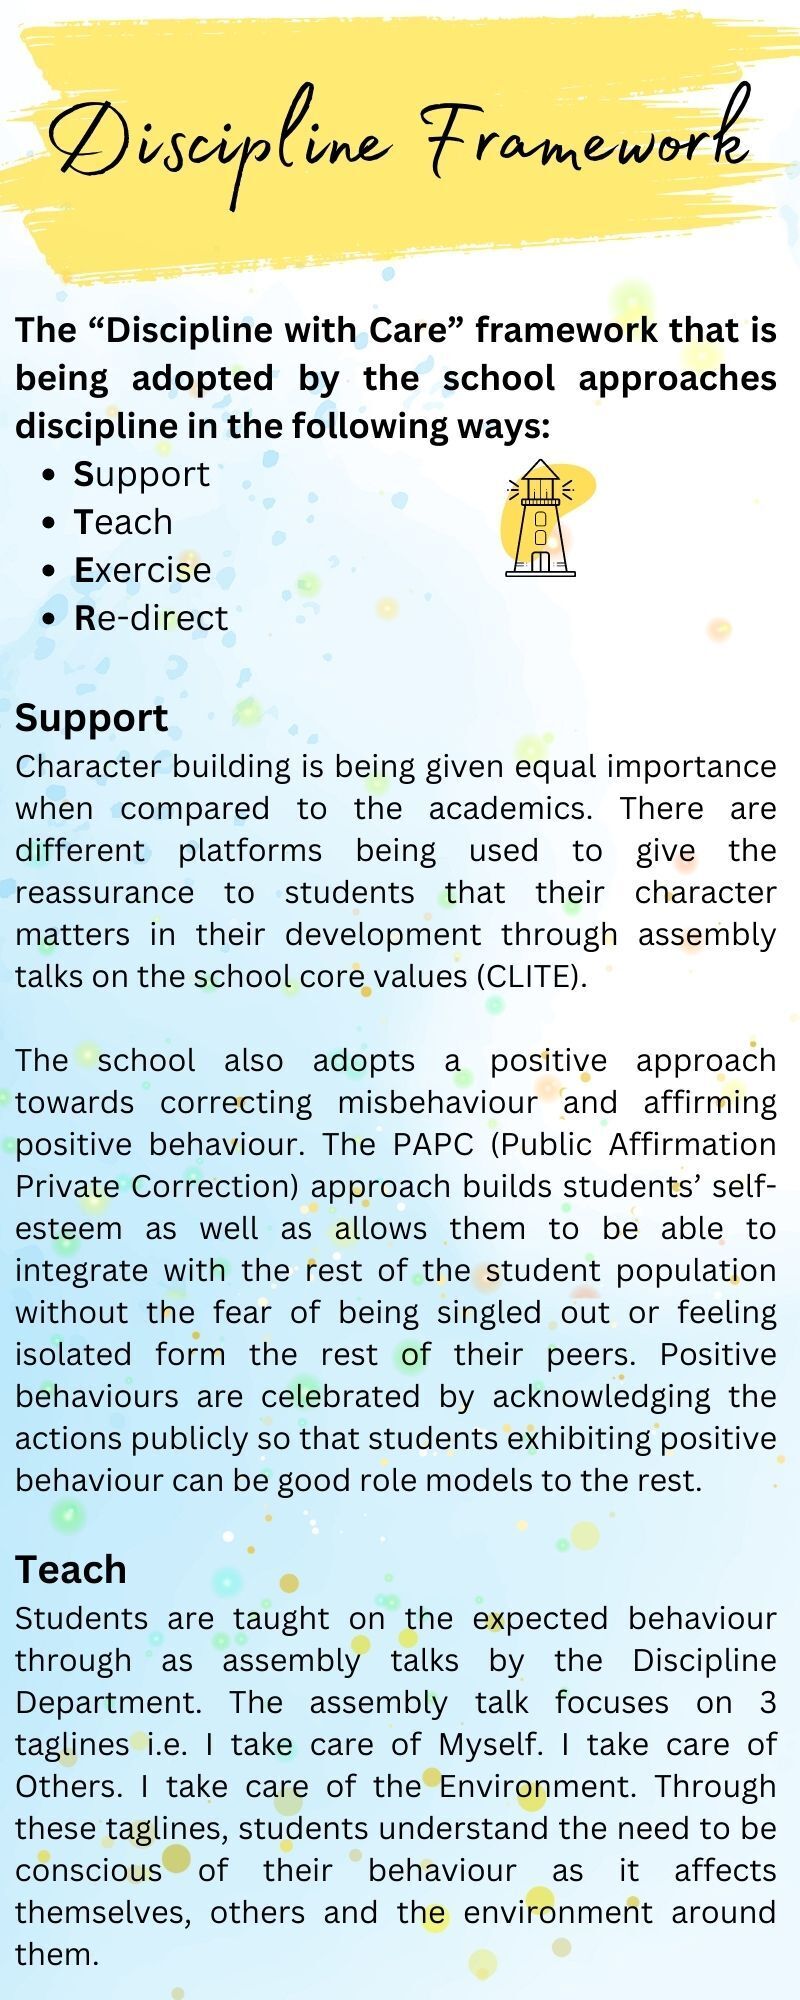 Discipline Framework
The “Discipline with Care” framework that is
being adopted by the school approaches
discipline in the following ways:
• Support
• Teach
• Exercise
• Re-direct
Support
Character building is being given equal importance
when compared to the academics. There are
different platforms being used to give the
reassurance to students that their character
matters in their development through assembly
talks on the school core values (CLITE).
The school also adopts a positive approach
towards correcting misbehaviour and affirming
positive behaviour. The PAPC (Public Affirmation
Private Correction) approach builds students’ self-
esteem as well as allows them to be able to
integrate with the rest of the student population
without the fear of being singled out or feeling
isolated form the rest of their peers. Positive
behaviours are celebrated by acknowledging the
actions publicly so that students exhibiting positive
behaviour can be good role models to the rest.
Teach
Students are taught on the expected behaviour
through as assembly talks by the Discipline
Department. The assembly talk focuses on 3
taglines i.e. I take care of Myself. I take care of
Others. I take care of the Environment. Through
these taglines, students understand the need to be
conscious of their behaviour as it affects
themselves, others and the environment around
them.